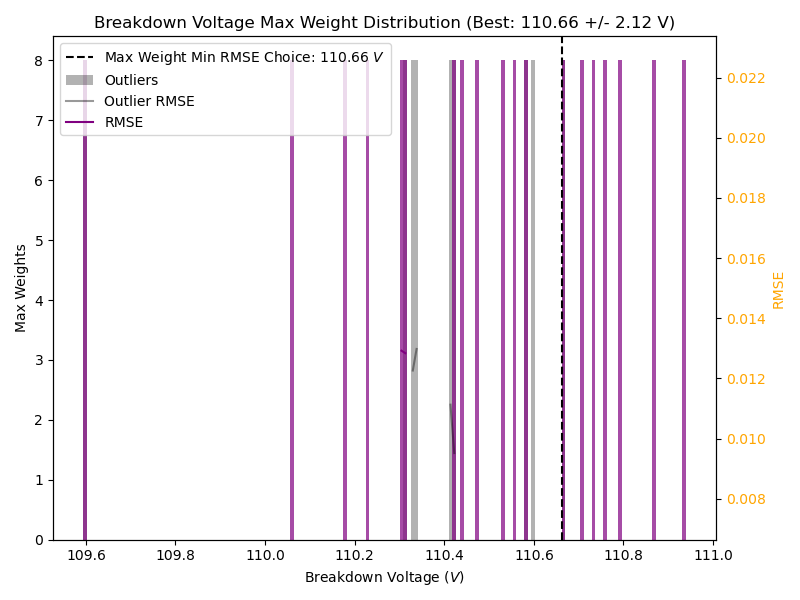 Breakdown Voltage Max Weight Distribution (Best: 110.66 +/- 2.12 V)
Max Weight Min RMSE Choice: 110.66 V
Outliers
Outlier RMSE
RMSE
8
7
6
5
4
3
2
1
0
Max Weights
0.022
0.020
0.018
0.016
0.014
0.012
0.010
0.008
RMSE
109.6 109.8 110.0 110.2 110.4 110.6 110.8 111.0
Breakdown Voltage (V)